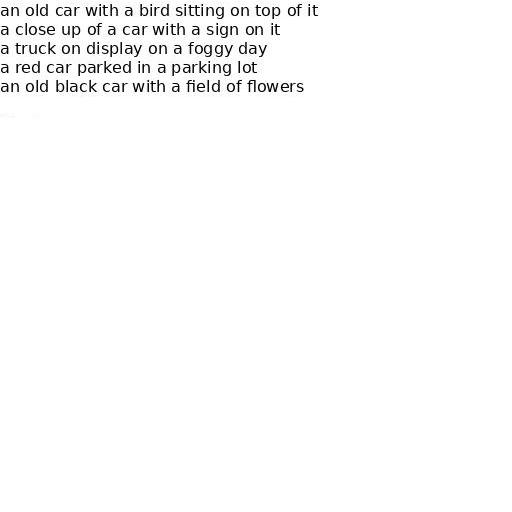 an old car with a bird sitting on top of it
a close up of a car with a sign on it
a truck on display on a foggy day
a red car parked in a parking lot
an old black car with a field of flowers